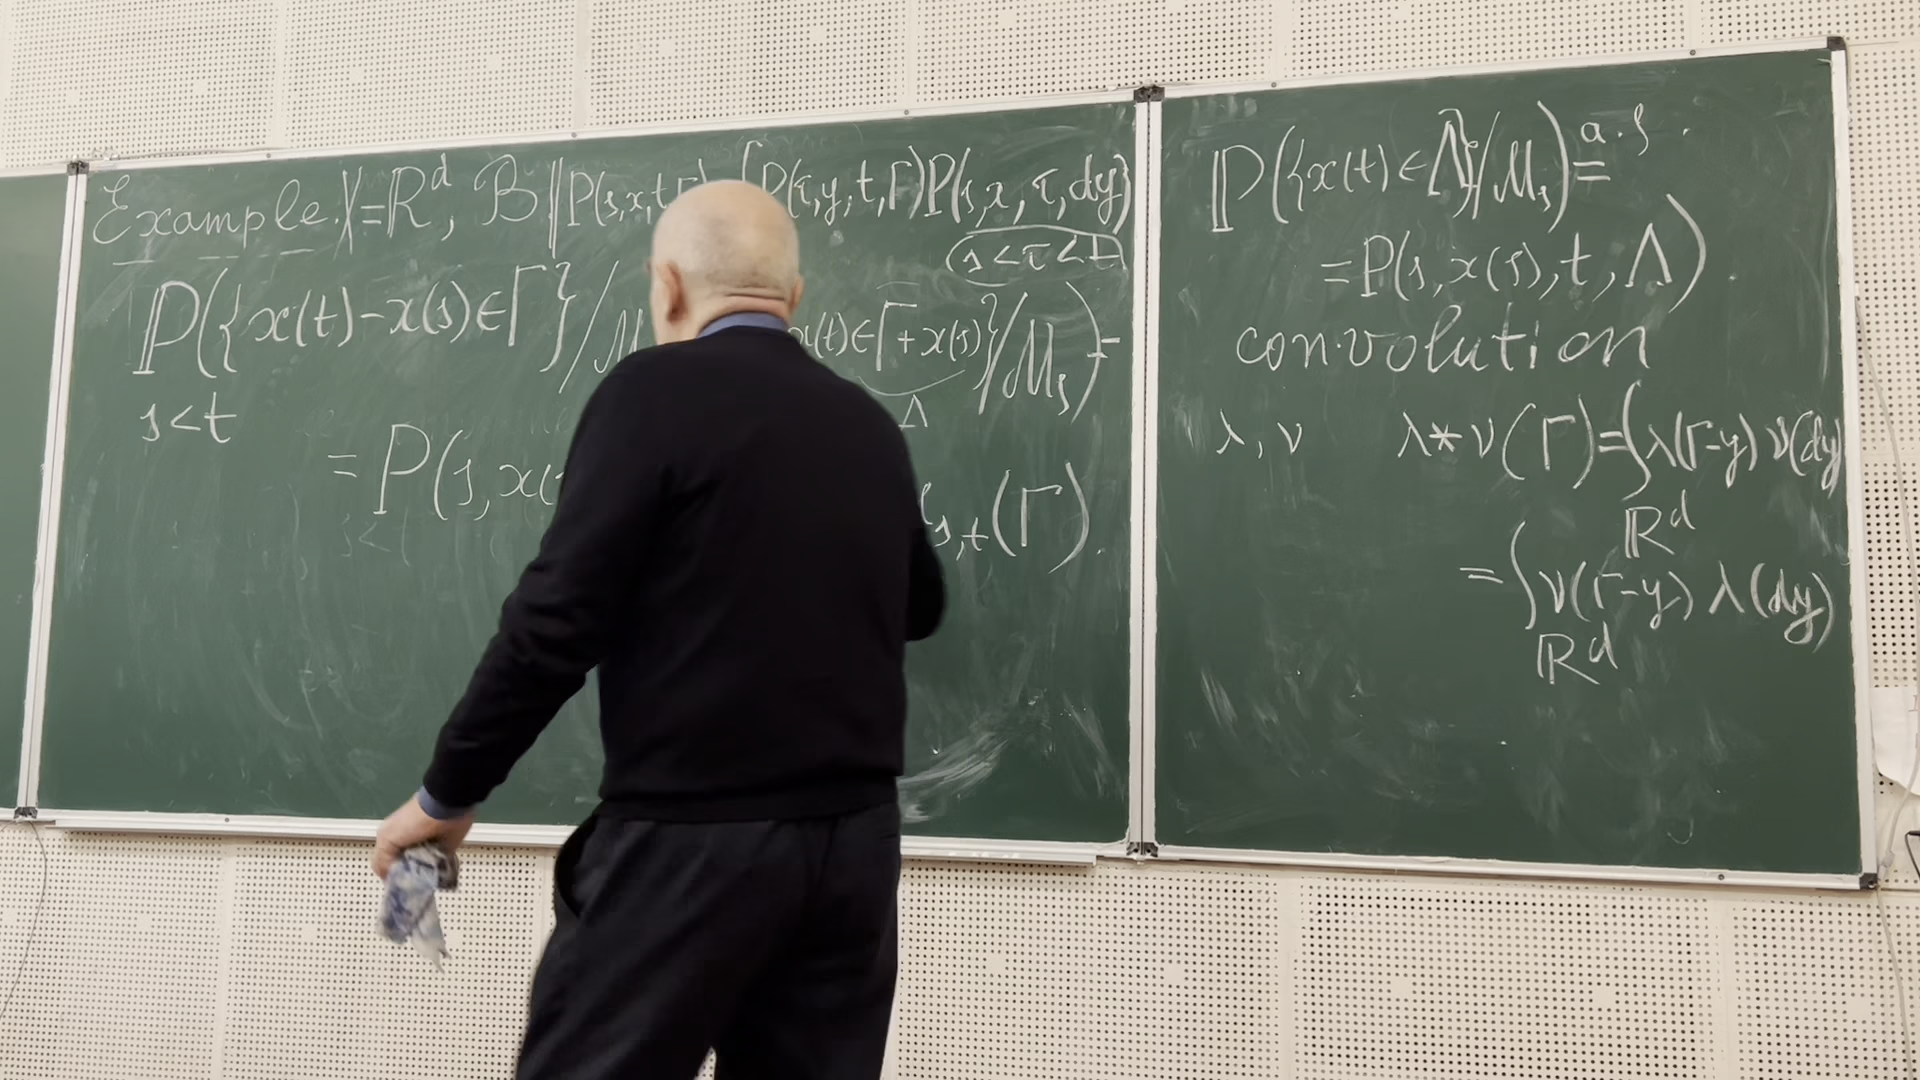 Example. X=R^d, B || P(s,x,t,Γ) ∫P(τ,y,t,Γ)P(s,x,τ,dy)
(s<τ<t)
P({x(t)-x(s)∈Γ}/M x(t)∈Γ+x(s)}/M_s)=
Λ
s<t
=P(s,x( s,t(Γ).
P({x(t)∈Λ}/M_s) a.s.=
=P(s,x(s),t,Λ)
convolution
λ,ν λ*ν(Γ)=∫λ(Γ-y)ν(dy)
R^d
=∫ν(Γ-y)λ(dy)
R^d